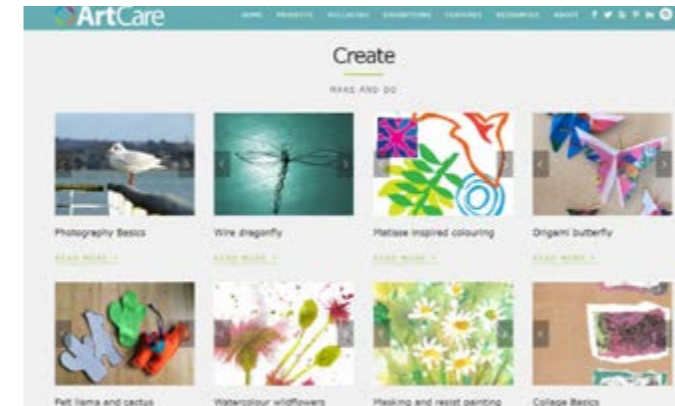 ArtCare
HOME PROJECTS WELLBEING EXHIBITIONS FEATURES RESOURCES ABOUT
Create
MAKE AND DO
Photography Basics
Wire dragonfly
Matisse inspired colouring
Origami butterfly
READ MORE
READ MORE
READ MORE
READ MORE
Felt llama and cactus
Watercolour wildflowers
Masking and resist painting
Collage Basics